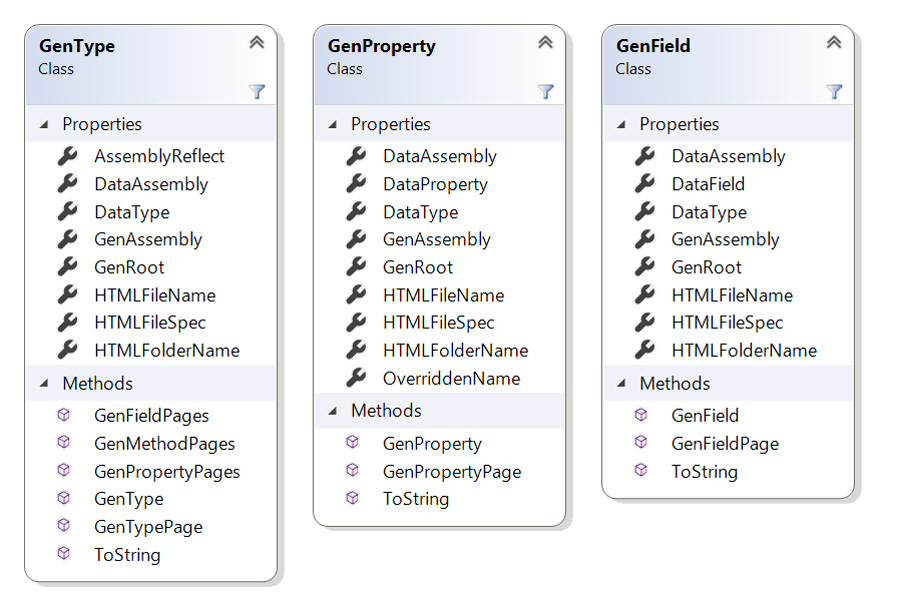 GenType
Class
Properties
AssemblyReflect
DataAssembly
DataType
GenAssembly
GenRoot
HTMLFileName
HTMLFileSpec
HTMLFolderName
Methods
GenFieldPages
GenMethodPages
GenPropertyPages
GenType
GenTypePage
ToString
GenProperty
Class
Properties
DataAssembly
DataProperty
DataType
GenAssembly
GenRoot
HTMLFileName
HTMLFileSpec
HTMLFolderName
OverriddenName
Methods
GenProperty
GenPropertyPage
ToString
GenField
Class
Properties
DataAssembly
DataField
DataType
GenAssembly
GenRoot
HTMLFileName
HTMLFileSpec
HTMLFolderName
Methods
GenField
GenFieldPage
ToString